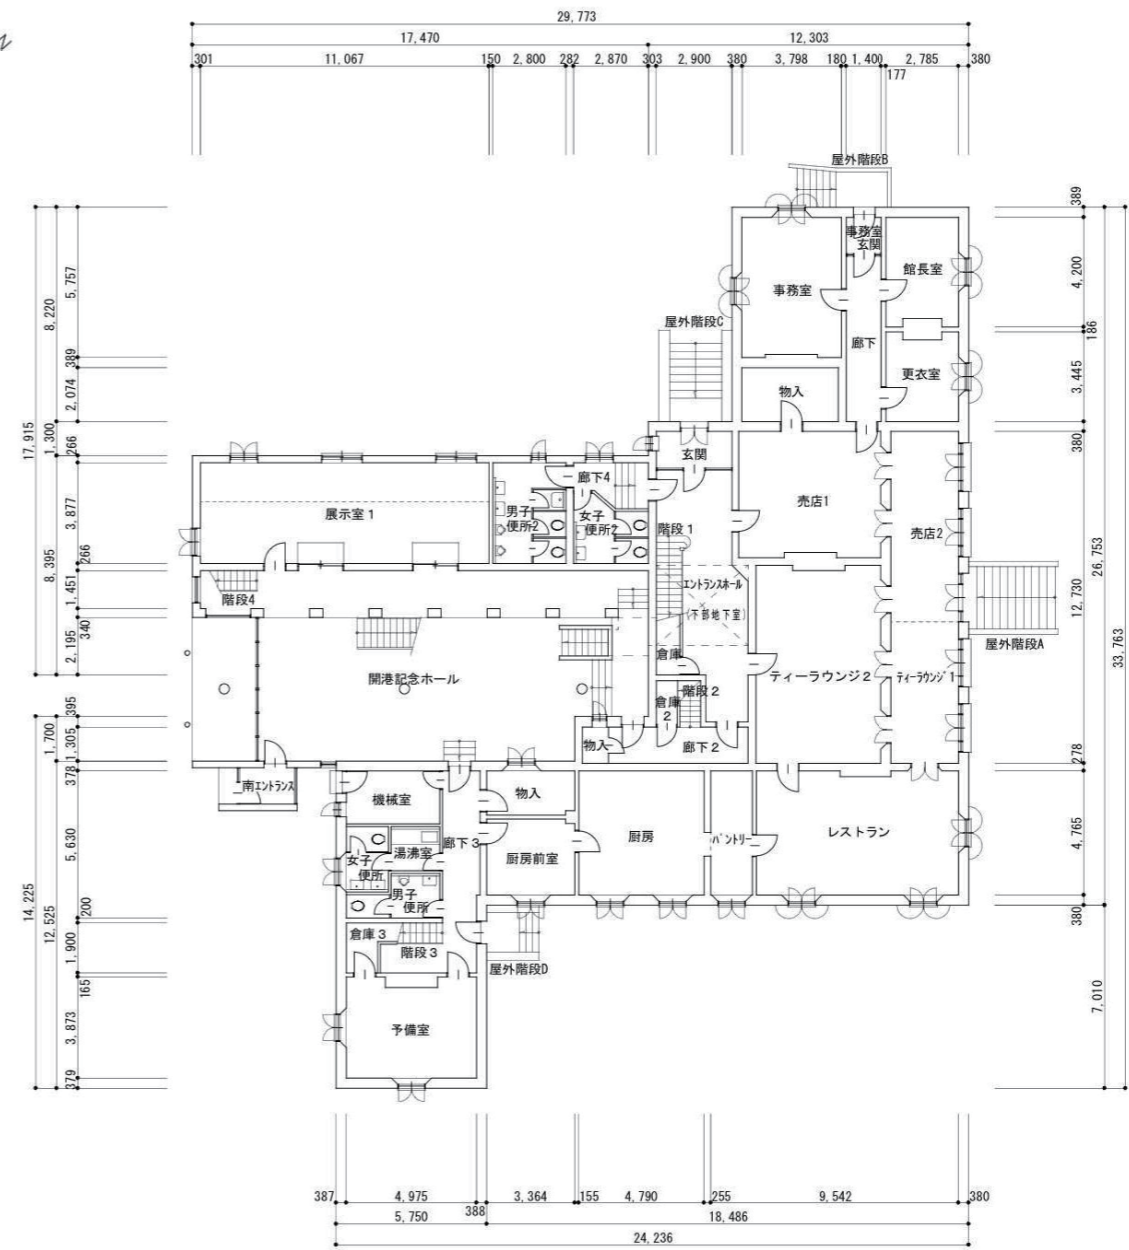 29,773
17,470
12,303
301
11,067
150
2,800
282
2,870
303
2,900
380
3,798
180
1,400
177
2,785
380
屋外階段B
事務室
玄関
館長室
事務室
屋外階段C
廊下
更衣室
物入
玄関
廊下4
展示室1
男子
便所2
女子
便所2
階段1
売店1
売店2
エントランスホール
(下部地下室)
階段4
屋外階段A
倉庫
開港記念ホール
ティーラウンジ2
ティーラウンジ1
階段2
倉庫
2
物入
廊下2
南エントランス
機械室
物入
廊下3
厨房
パントリー
レストラン
湯沸室
女子
便所
厨房前室
男子
便所
倉庫3
階段3
屋外階段D
予備室
17,915
8,220
5,757
389
2,074
1,300
266
8,395
3,877
266
1,451
340
2,195
395
1,700
1,305
378
14,225
12,525
5,630
200
1,900
165
3,873
379
389
4,200
186
3,445
380
26,753
12,730
33,763
278
4,765
380
7,010
387
4,975
388
3,364
155
4,790
255
9,542
380
5,750
18,486
24,236